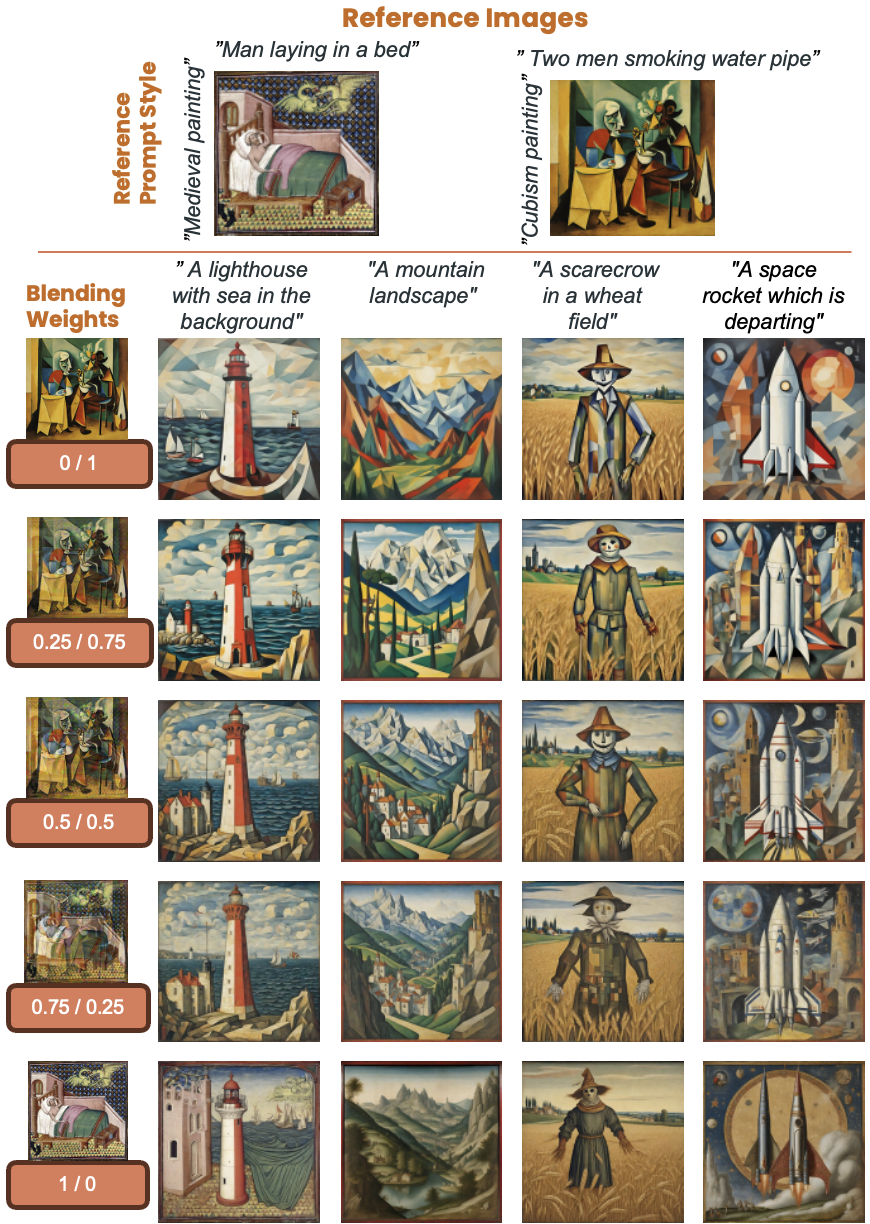 Reference Images
”Man laying in a bed”
” Two men smoking water pipe”
Reference
Prompt Style
”Medieval painting”
”Cubism painting”
Blending
Weights
” A lighthouse
with sea in the
background"
"A mountain
landscape"
"A scarecrow
in a wheat
field"
"A space
rocket which is
departing"
0 / 1
0.25 / 0.75
0.5 / 0.5
0.75 / 0.25
1 / 0